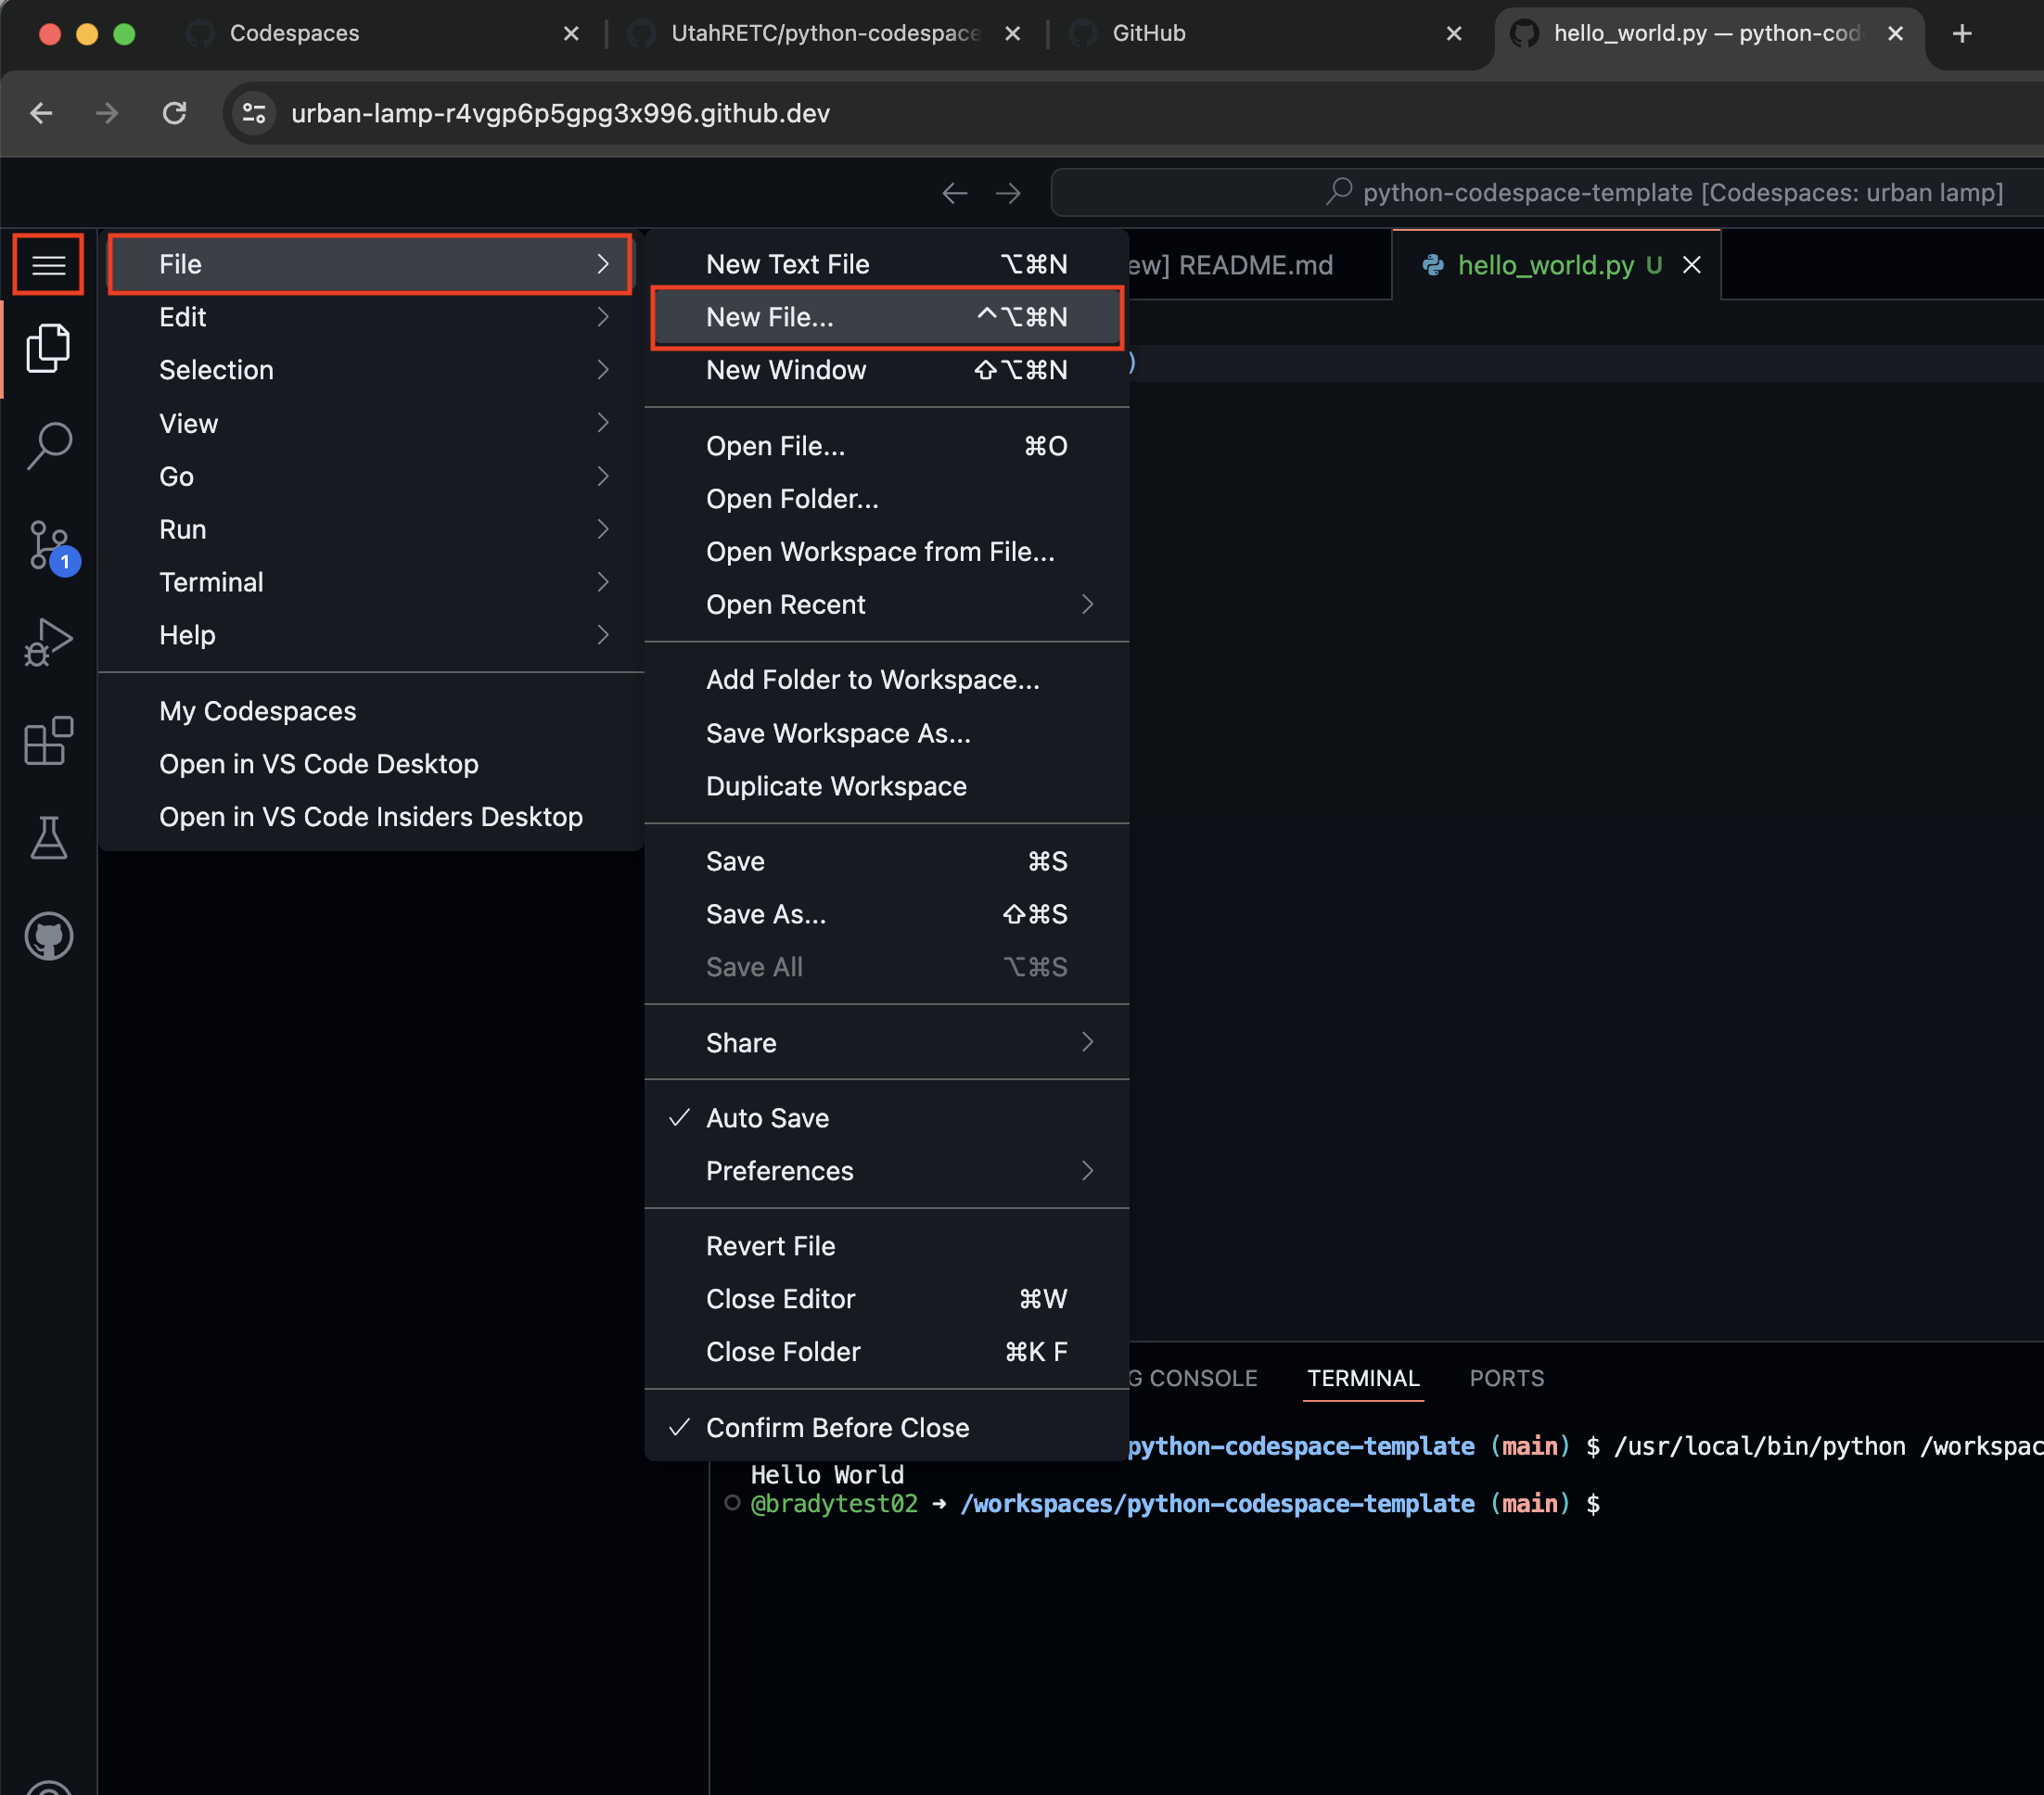 Codespaces
UtahRETC/python-codespace
GitHub
hello_world.py — python-cod
urban-lamp-r4vgp6p5gpg3x996.github.dev
python-codespace-template [Codespaces: urban lamp]
File
Edit
Selection
View
Go
Run
Terminal
Help
My Codespaces
Open in VS Code Desktop
Open in VS Code Insiders Desktop
1
New Text File ⌥⌘N
New File... ^⌥⌘N
New Window ⇧⌥⌘N
Open File... ⌘O
Open Folder...
Open Workspace from File...
Open Recent
Add Folder to Workspace...
Save Workspace As...
Duplicate Workspace
Save ⌘S
Save As... ⇧⌘S
Save All ⌥⌘S
Share
✓ Auto Save
Preferences
Revert File
Close Editor ⌘W
Close Folder ⌘K F
✓ Confirm Before Close
ew] README.md
hello_world.py U
)
G CONSOLE
TERMINAL
PORTS
python-codespace-template (main) $ /usr/local/bin/python /workspac
Hello World
@bradytest02 → /workspaces/python-codespace-template (main) $